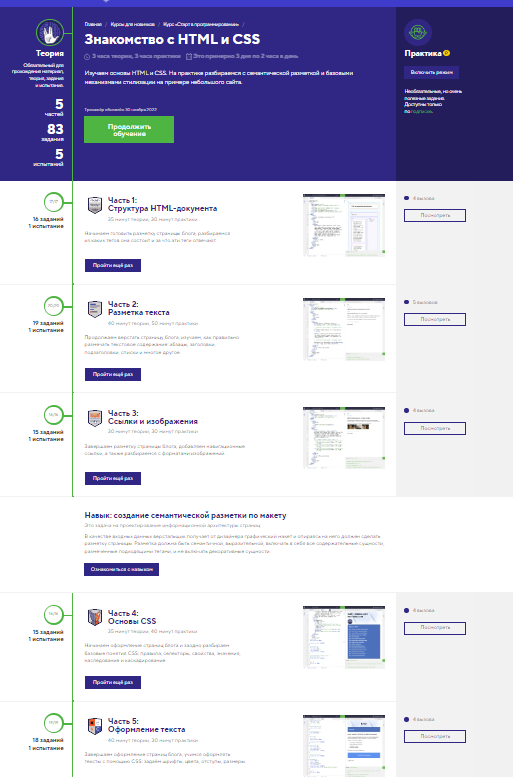 Теория
Обязательный для
прохождения материал,
теория, задания
и испытания.
5
частей
83
задания
5
испытаний
Главная / Курсы для новичков / Курс «Старт в программировании» /
Знакомство с HTML и CSS
3 часа теории, 3 часа практики Это примерно 3 дня по 2 часа в день
Изучаем основы HTML и CSS. На практике разбираемся с семантической разметкой и базовыми
механизмами стилизации на примере небольшого сайта.
Тренажёр обновлён 30 ноября 2022
Продолжить
обучение
Практика
Включить режим
Необязательные, но очень
полезные задания.
Доступны только
по подписке.
17/17
16 заданий
1 испытание
Часть 1:
Структура HTML-документа
35 минут теории, 30 минут практики
Начинаем готовить разметку страницы блога, разбираемся
из каких тегов она состоит и за что эти теги отвечают.
Пройти ещё раз
4 вызова
Посмотреть
20/20
19 заданий
1 испытание
Часть 2:
Разметка текста
40 минут теории, 50 минут практики
Продолжаем верстать страницу блога, изучаем, как правильно
размечать текстовое содержание: абзацы, заголовки,
подзаголовки, списки и многое другое.
Пройти ещё раз
5 вызовов
Посмотреть
16/16
15 заданий
1 испытание
Часть 3:
Ссылки и изображения
30 минут теории, 30 минут практики
Завершаем разметку страницы блога, добавляем навигационные
ссылки, а также разбираемся с форматами изображений.
Пройти ещё раз
4 вызова
Посмотреть
Навык: создание семантической разметки по макету
Это задача на проектирование информационной архитектуры страниц.
В качестве входных данных верстальщик получает от дизайнера графический макет и опираясь на него должен сделать
разметку страницы. Разметка должна быть семантичной, выразительной, включать в себя все содержательные сущности,
размеченные подходящими тегами, и не включать декоративные сущности.
Ознакомиться с навыком
16/16
15 заданий
1 испытание
Часть 4:
Основы CSS
35 минут теории, 40 минут практики
Начинаем оформление страниц блога и заодно разбираем
базовые понятия CSS: правила, селекторы, свойства, значения,
наследование и каскадирование.
Пройти ещё раз
4 вызова
Посмотреть
19/19
18 заданий
1 испытание
Часть 5:
Оформление текста
40 минут теории, 30 минут практики
Завершаем оформление страниц блога: учимся оформлять
тексты с помощью CSS, задаём шрифты, цвета, отступы, размеры
4 вызова
Посмотреть